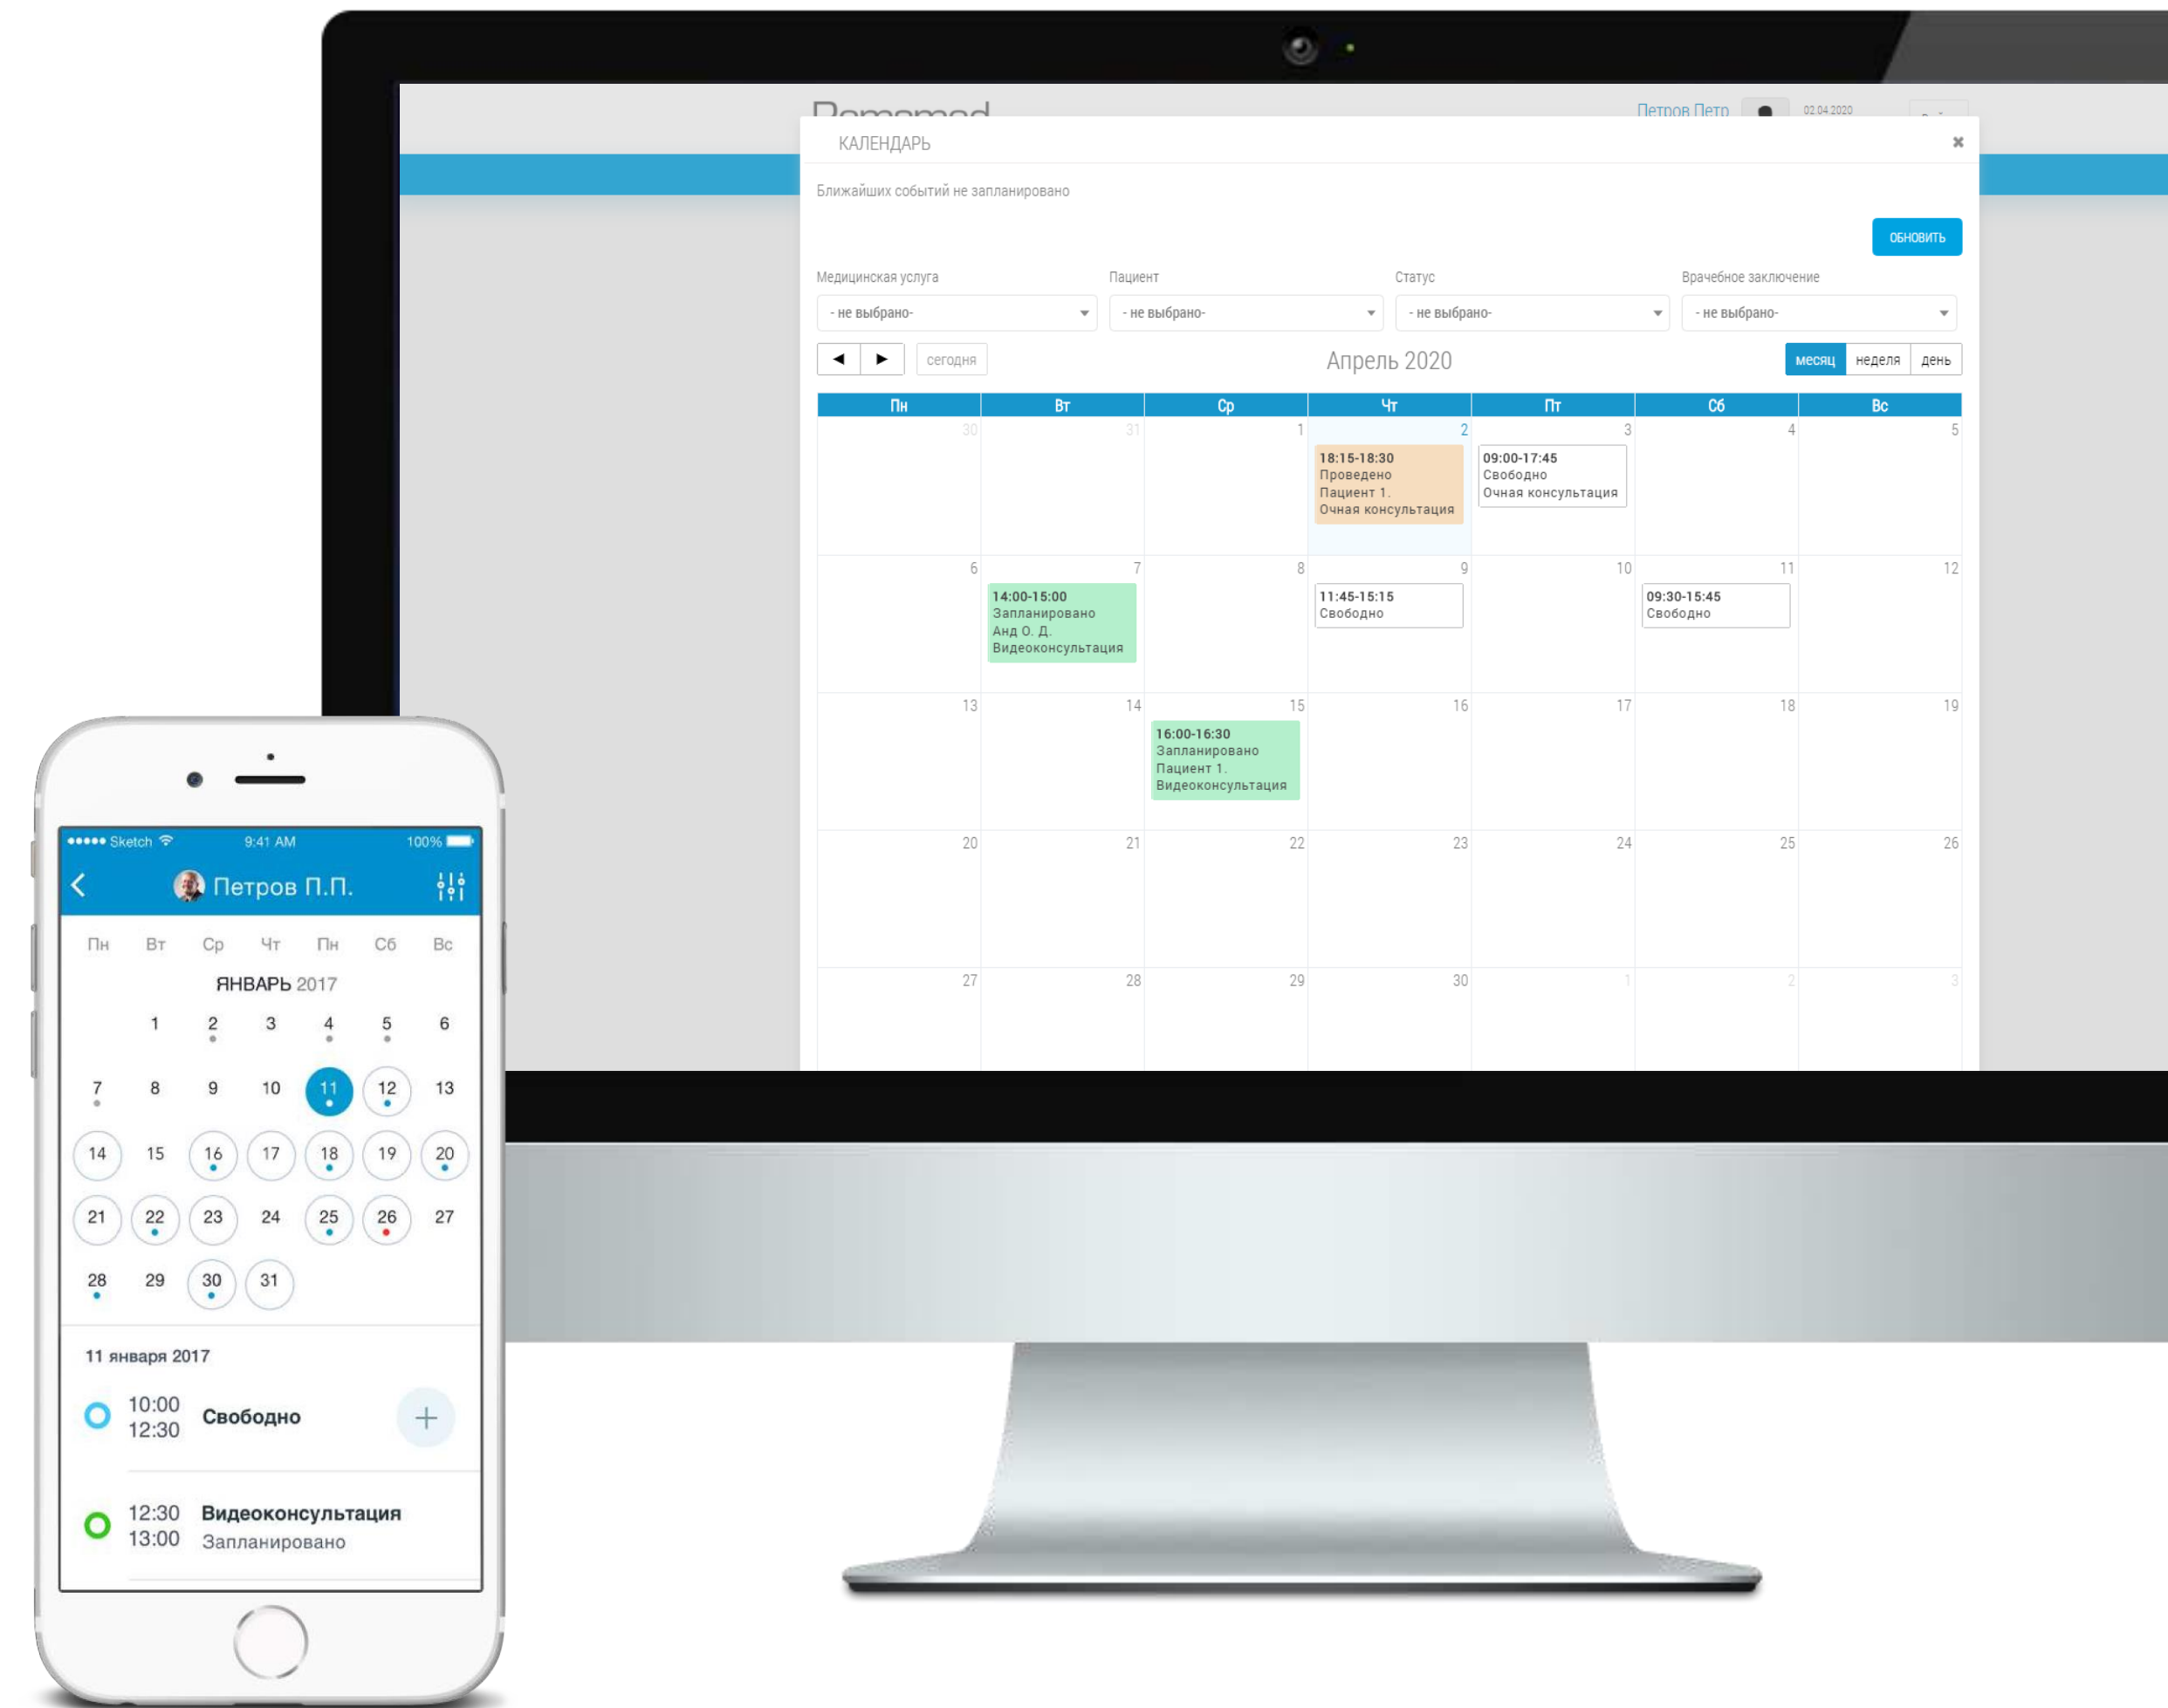 Петров Петр
02.04.2020
КАЛЕНДАРЬ
Ближайших событий не запланировано
ОБНОВИТЬ
Медицинская услуга Пациент Статус Врачебное заключение
- не выбрано- - не выбрано- - не выбрано- - не выбрано-
сегодня Апрель 2020 месяц неделя день
Пн Вт Ср Чт Пт Сб Вс
30 31 1 2 3 4 5
18:15-18:30
Проведено
Пациент 1.
Очная консультация
09:00-17:45
Свободно
Очная консультация
6 7 8 9 10 11 12
14:00-15:00
Запланировано
Анд О. Д.
Видеоконсультация
11:45-15:15
Свободно
09:30-15:45
Свободно
13 14 15 16 17 18 19
16:00-16:30
Запланировано
Пациент 1.
Видеоконсультация
20 21 22 23 24 25 26
27 28 29 30 1 2 3
Sketch 9:41 AM 100%
Петров П.П.
Пн Вт Ср Чт Пн Сб Вс
ЯНВАРЬ 2017
1 2 3 4 5 6
7 8 9 10 11 12 13
14 15 16 17 18 19 20
21 22 23 24 25 26 27
28 29 30 31
11 января 2017
10:00
12:30
Свободно
12:30
13:00
Видеоконсультация
Запланировано